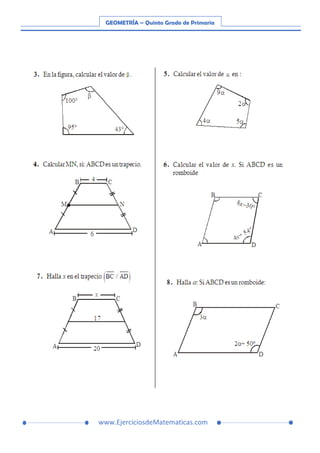 GEOMETRÍA – Quinto Grado de Primaria
3. En la figura, calcular el valor de β.
100°
β
95°
43°
4. Calcular MN, si: ABCD es un trapecio.
B 4 C
M N
A 6 D
7. Halla x en el trapecio (BC / AD)
B x C
17
A 20 D
5. Calcular el valor de α en :
9α
2α
4α
5α
6. Calcular el valor de x. Si ABCD es un
romboide
B C
6x–30°
A D
8. Halla α: Si ABCD es un romboide:
B C
3α
2α– 50°
A D
www.EjerciciosdeMatematicas.com